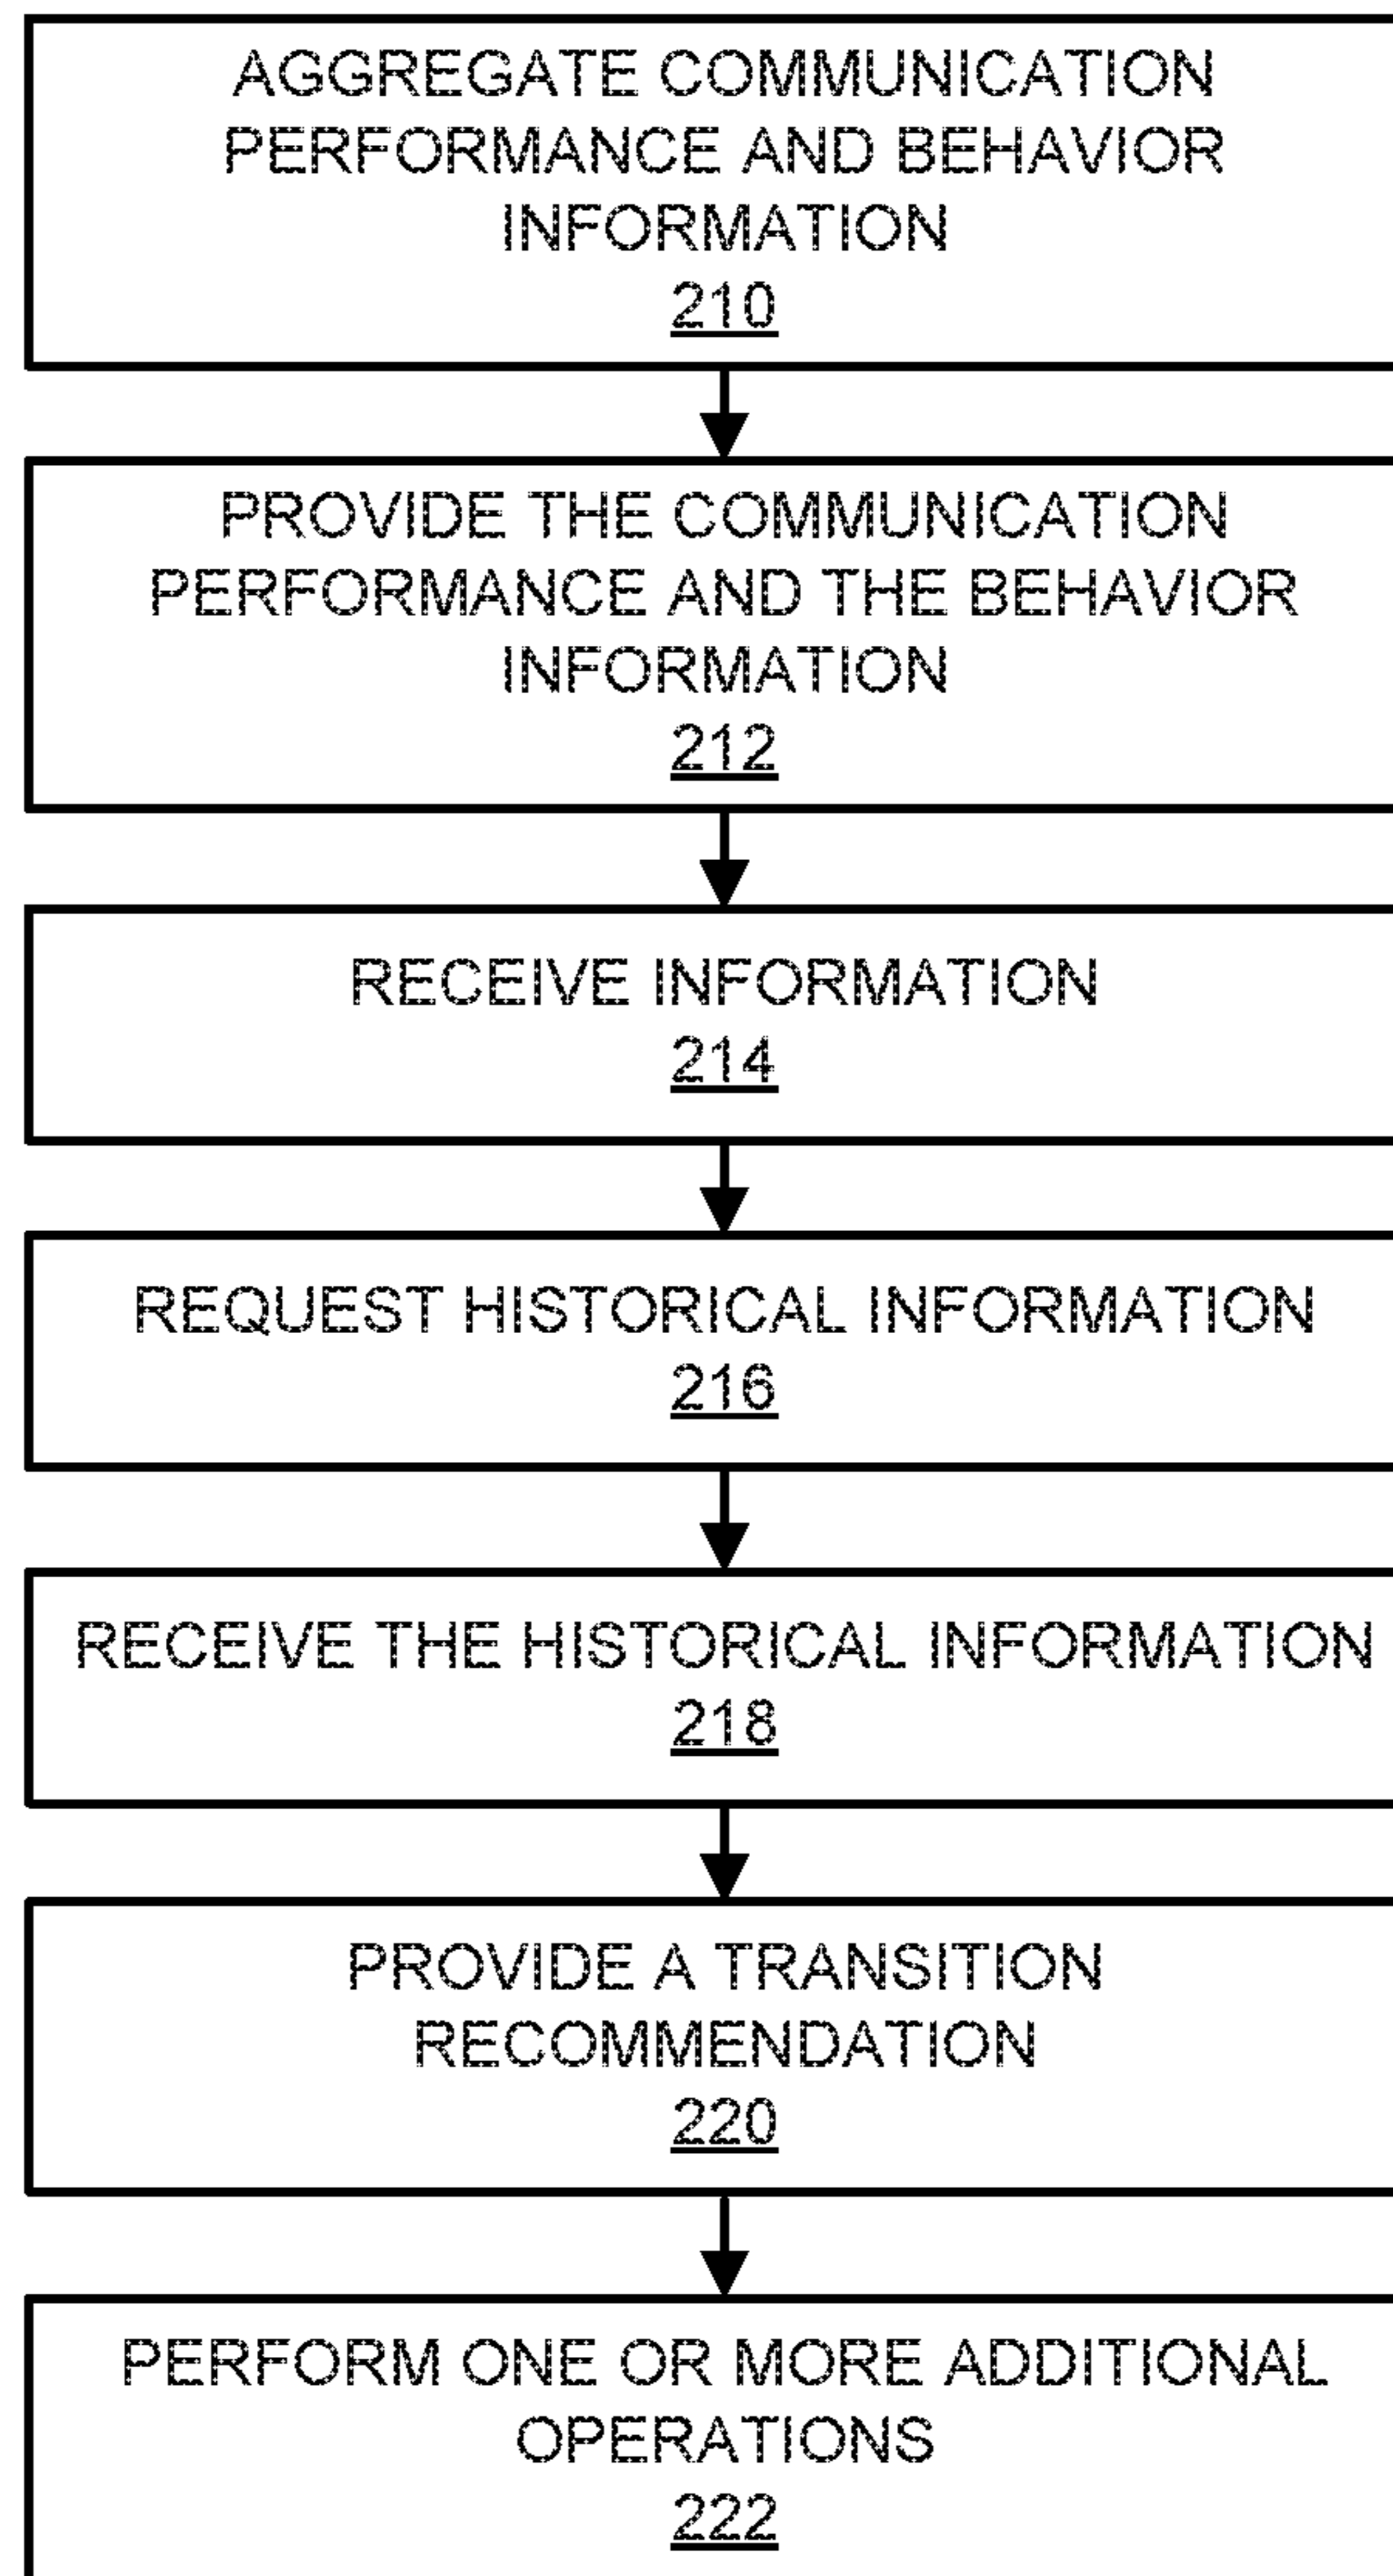 AGGREGATE COMMUNICATION
PERFORMANCE AND BEHAVIOR
INFORMATION
210
PROVIDE THE COMMUNICATION
PERFORMANCE AND THE BEHAVIOR
INFORMATION
212
RECEIVE INFORMATION
214
REQUEST HISTORICAL INFORMATION
216
RECEIVE THE HISTORICAL INFORMATION
218
PROVIDE A TRANSITION
RECOMMENDATION
220
PERFORM ONE OR MORE ADDITIONAL
OPERATIONS
222